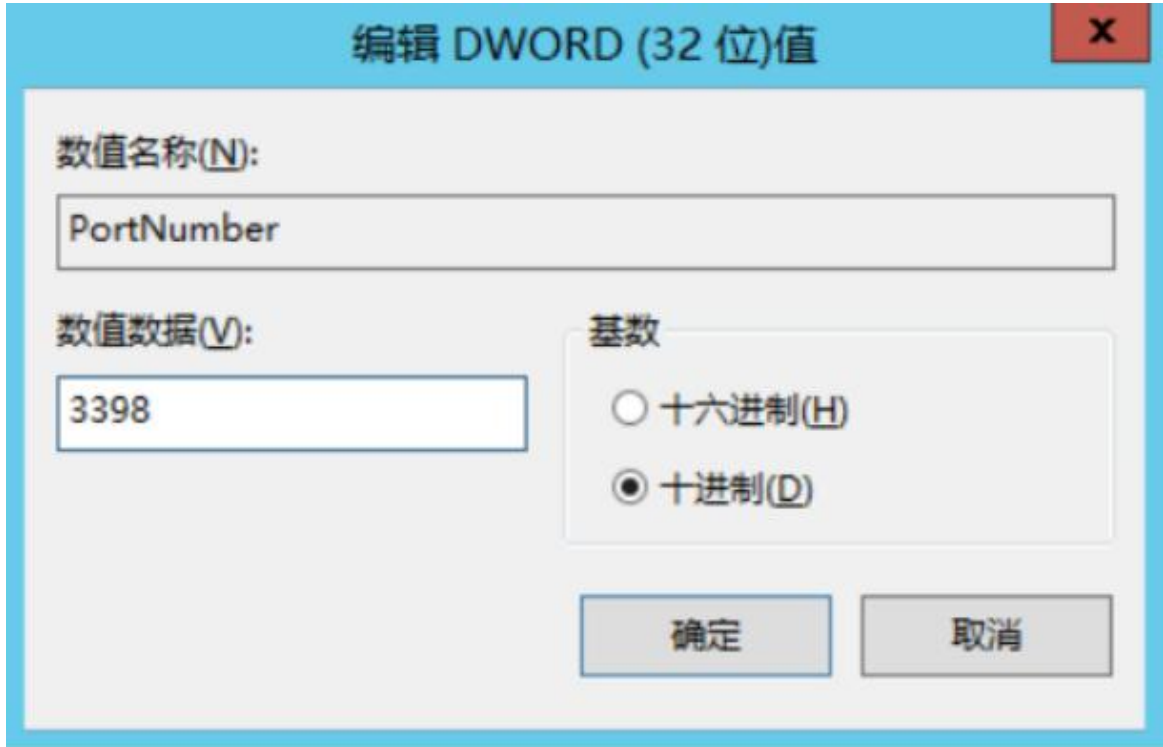 编辑 DWORD (32 位)值
x
数值名称(N):
PortNumber
数值数据(V):
基数
3398
十六进制(H)
十进制(D)
确定
取消